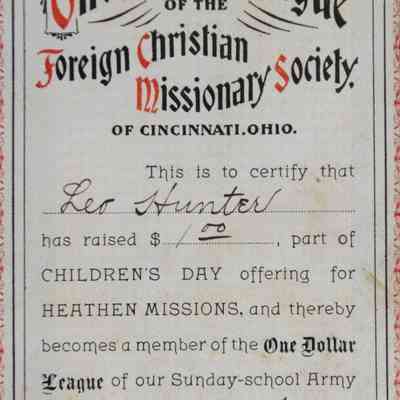 OF THE
Foreign Christian
Missionary Society,
OF CINCINNATI, OHIO.
This is to certify that
Leo Hunter
has raised $ 1 00, part of
CHILDREN'S DAY offering for
HEATHEN MISSIONS, and thereby
becomes a member of the One Dollar
League of our Sunday-school Army